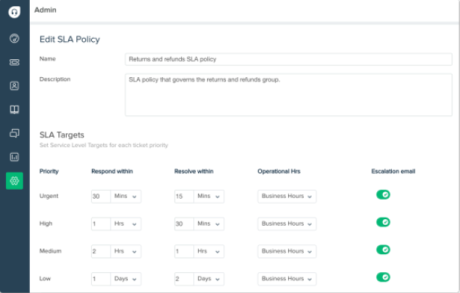 Admin
Edit SLA Policy
Name Returns and refunds SLA policy
Description SLA policy that governs the returns and refunds group.
SLA Targets
Set Service Level Targets for each ticket priority.
Priority Respond within Resolve within Operational Hrs Escalation email
Urgent 30 Mins 15 Mins Business Hours
High 1 Hrs 30 Mins Business Hours
Medium 2 Hrs 1 Hrs Business Hours
Low 1 Days 2 Days Business Hours